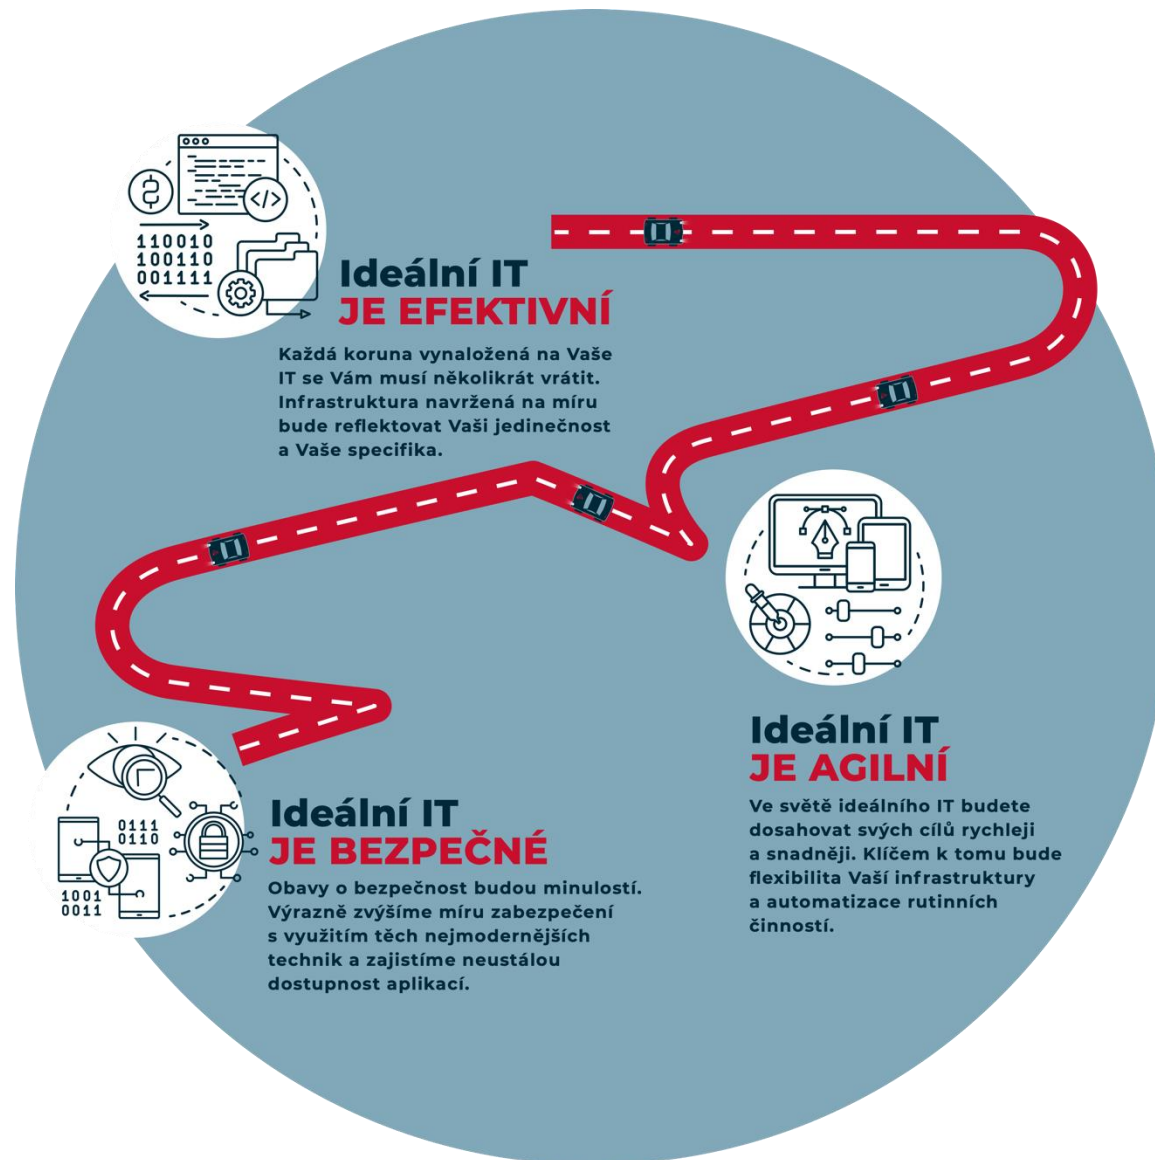 110010
100110
001111
Ideální IT
JE EFEKTIVNÍ
Každá koruna vynaložená na Vaše
IT se Vám musí několikrát vrátit.
Infrastruktura navržená na míru
bude reflektovat Vaši jedinečnost
a Vaše specifika.
Ideální IT
JE AGILNÍ
Ve světě ideálního IT budete
dosahovat svých cílů rychleji
a snadněji. Klíčem k tomu bude
flexibilita Vaší infrastruktury
a automatizace rutinních
činností.
0111
0110
1001
0011
Ideální IT
JE BEZPEČNÉ
Obavy o bezpečnost budou minulostí.
Výrazně zvýšíme míru zabezpečení
s využitím těch nejmodernějších
technik a zajistíme neustálou
dostupnost aplikací.